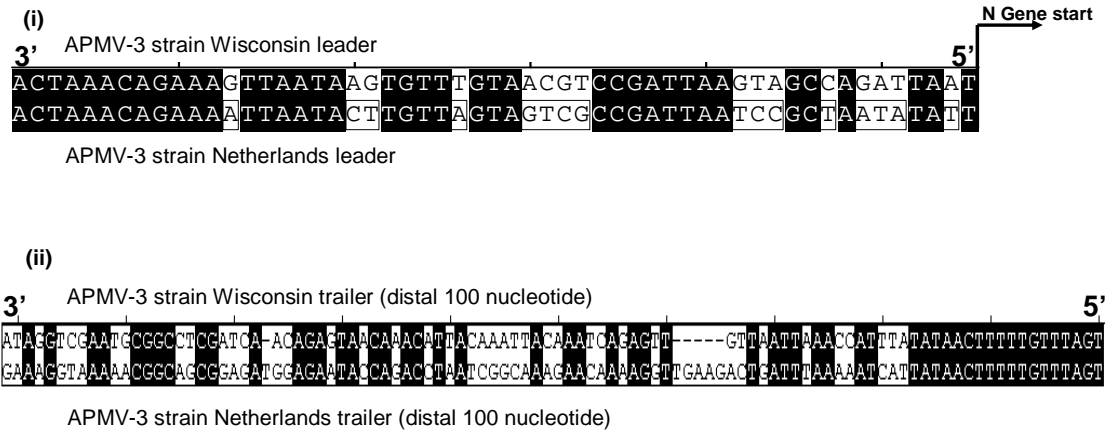 (i)
N Gene start
APMV-3 strain Wisconsin leader
3’ 5’
ACTAAACAGAAAGTTAATAAGTGTTTGTAACGTCCGATTAAGTAGCCAGATTAAT
ACTAAACAGAAAATTAATACTTGTTAGTAGTCGCCGATTAATCCGCTAATATATT
APMV-3 strain Netherlands leader
(ii)
APMV-3 strain Wisconsin trailer (distal 100 nucleotide)
3’ 5’
ATAGGTCGAATGCGGCCTCGATCA-ACAGAGTAACAAACATTACAAATTACAAATCAGAGTT-----GTTAATTAAACCATTTATATAACTTTTTGTTTAGT
GAAAGGTAAAAACGGCAGCGGAGATGGAGAATACCAGACCTAATCGGCAAAGAACAAAAGGTTGAAGACTGATTTAAAAATCATTATAACTTTTTGTTTAGT
APMV-3 strain Netherlands trailer (distal 100 nucleotide)